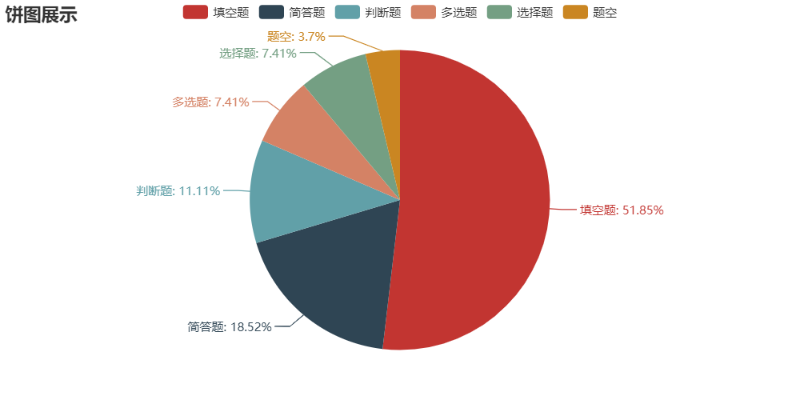 饼图展示
填空题 简答题 判断题 多选题 选择题 题空
题空: 3.7%
选择题: 7.41%
多选题: 7.41%
判断题: 11.11%
填空题: 51.85%
简答题: 18.52%